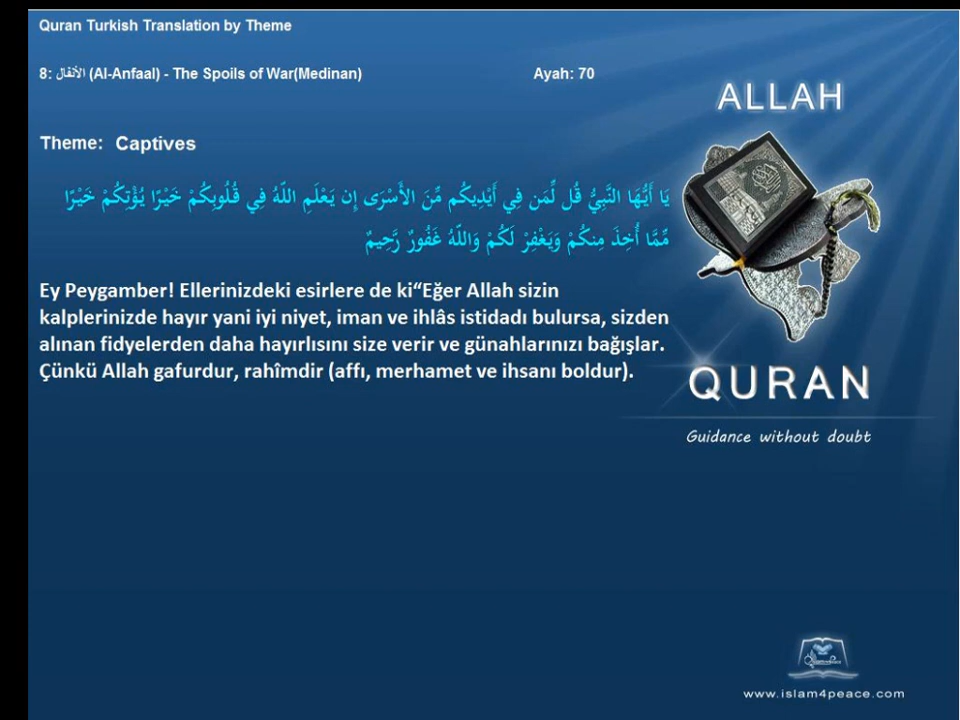 Quran Turkish Translation by Theme
8: الأنفال (Al-Anfaal) - The Spoils of War(Medinan) Ayah: 70
ALLAH
Theme: Captives
يَا أَيُّهَا النَّبِيُّ قُل لِّمَن فِي أَيْدِيكُم مِّنَ الأَسْرَى إِن يَعْلَمِ اللّهُ فِي قُلُوبِكُمْ خَيْرًا يُؤْتِكُمْ خَيْرًا
مِّمَّا أُخِذَ مِنكُمْ وَيَغْفِرْ لَكُمْ وَاللّهُ غَفُورٌ رَّحِيمٌ
Ey Peygamber! Ellerinizdeki esirlere de ki“Eğer Allah sizin
kalplerinizde hayır yani iyi niyet, iman ve ihlâs istidadı bulursa, sizden
alınan fidyelerden daha hayırlısını size verir ve günahlarınızı bağışlar.
Çünkü Allah gafurdur, rahîmdir (affı, merhamet ve ihsanı boldur).
QURAN
Guidance without doubt
www.islam4peace.com